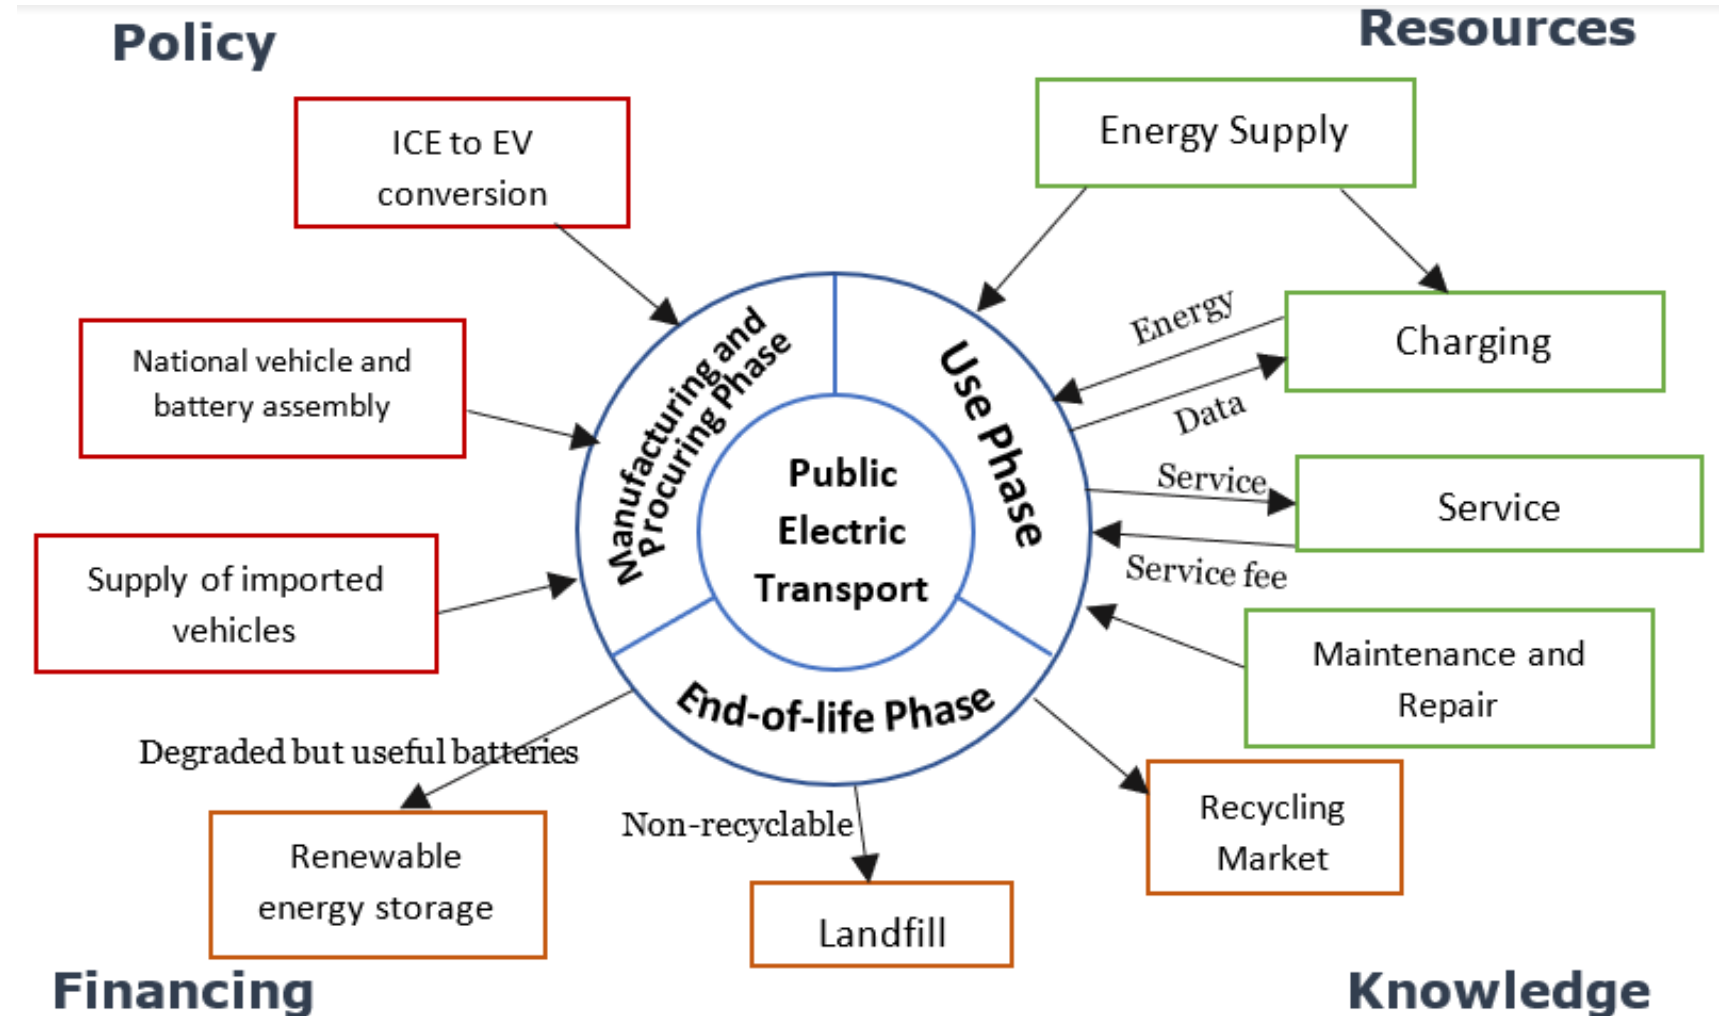 Policy
Resources
ICE to EV
conversion
Energy Supply
National vehicle and
battery assembly
Charging
Energy
Data
Manufacturing and
Procuring Phase
Use Phase
Public
Electric
Transport
Service
Service
Service fee
Supply of imported
vehicles
Maintenance and
Repair
End-of-life Phase
Degraded but useful batteries
Non-recyclable
Recycling
Market
Renewable
energy storage
Landfill
Financing
Knowledge